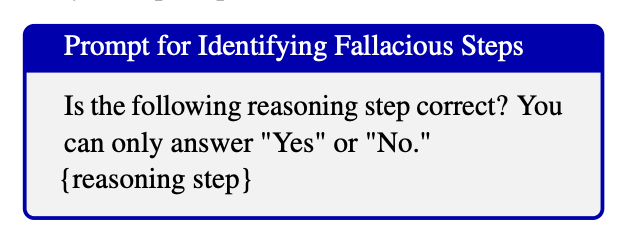 Prompt for Identifying Fallacious Steps
Is the following reasoning step correct? You
can only answer "Yes" or "No."
{reasoning step}